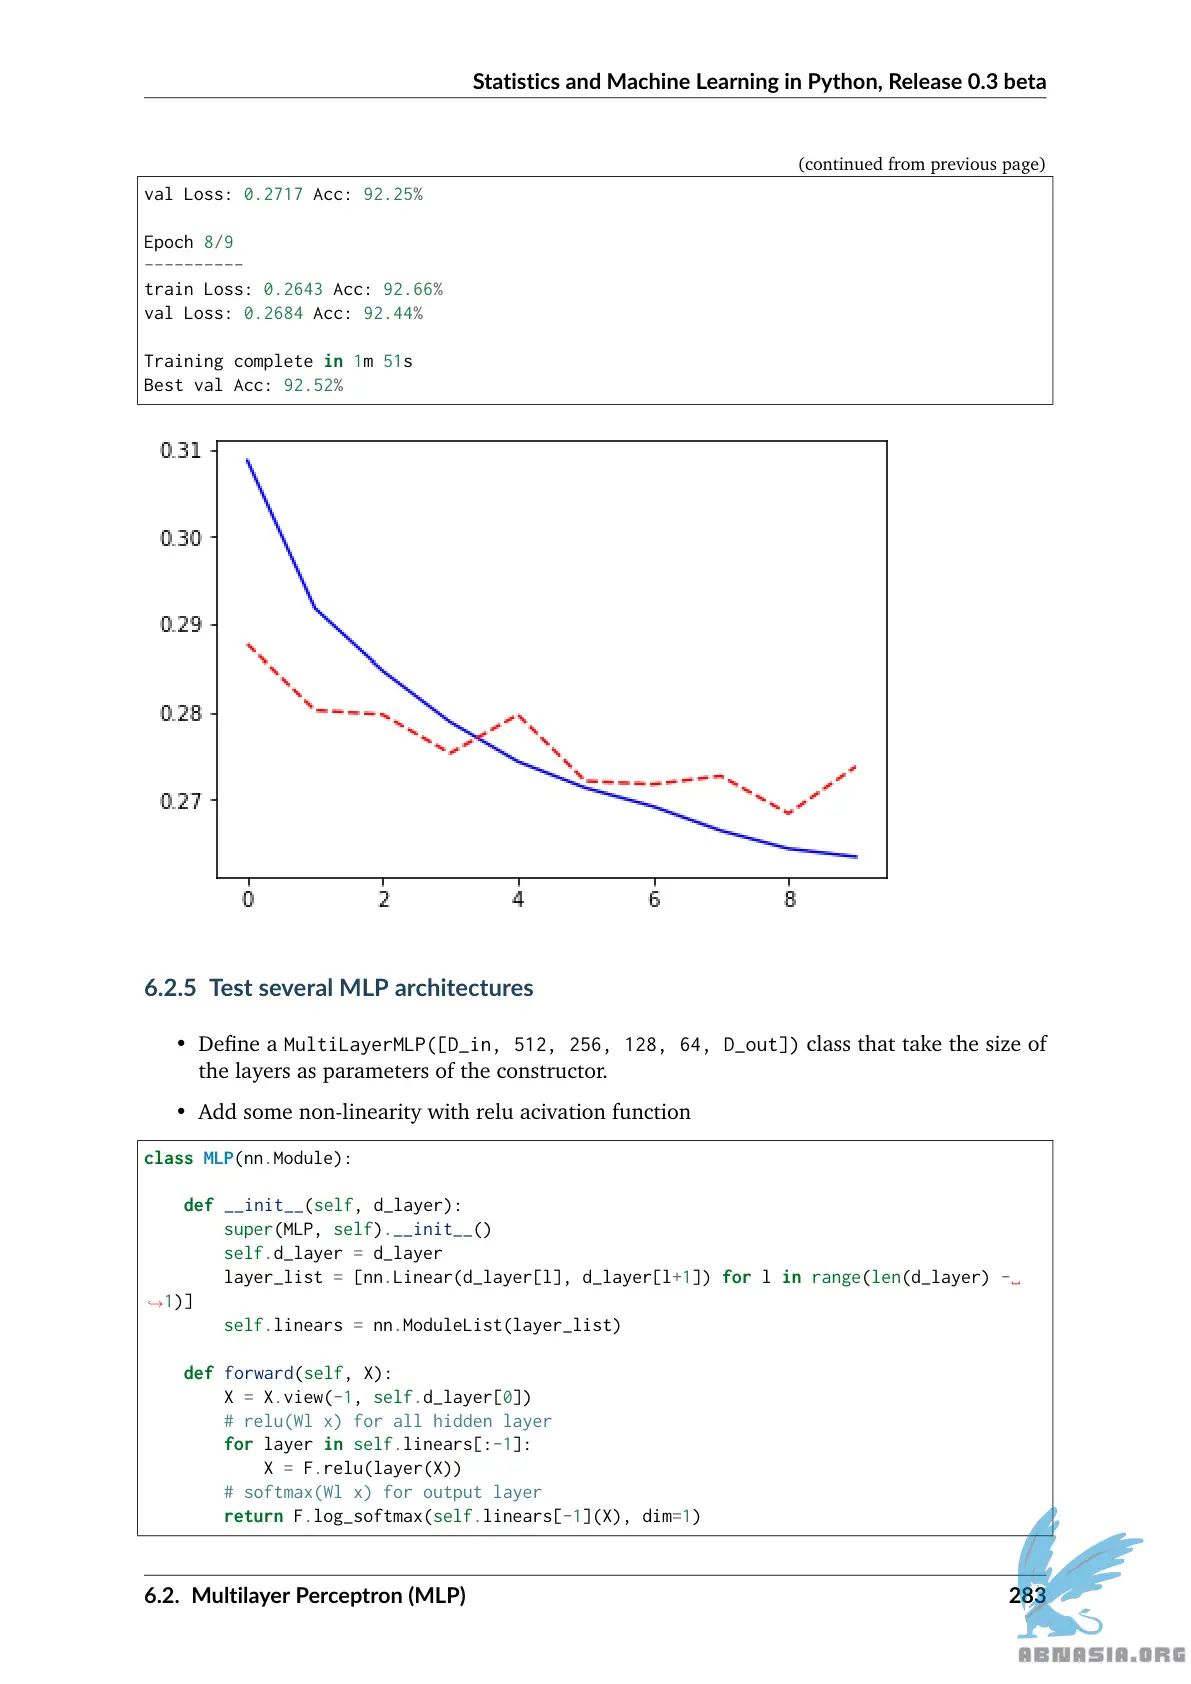 Statistics and Machine Learning in Python, Release 0.3 beta
(continued from previous page)
val Loss: 0.2717 Acc: 92.25%
Epoch 8/9
----------
train Loss: 0.2643 Acc: 92.66%
val Loss: 0.2684 Acc: 92.44%
Training complete in 1m 51s
Best val Acc: 92.52%
0.31
0.30
0.29
0.28
0.27
0 2 4 6 8
6.2.5 Test several MLP architectures
• Define a MultiLayerMLP([D_in, 512, 256, 128, 64, D_out]) class that take the size of
the layers as parameters of the constructor.
• Add some non-linearity with relu acivation function
class MLP(nn.Module):
    def __init__(self, d_layer):
        super(MLP, self).__init__()
        self.d_layer = d_layer
        layer_list = [nn.Linear(d_layer[l], d_layer[l+1]) for l in range(len(d_layer) -␣
↪1)]
        self.linears = nn.ModuleList(layer_list)
    def forward(self, X):
        X = X.view(-1, self.d_layer[0])
        # relu(Wl x) for all hidden layer
        for layer in self.linears[:-1]:
            X = F.relu(layer(X))
        # softmax(Wl x) for output layer
        return F.log_softmax(self.linears[-1](X), dim=1)
6.2. Multilayer Perceptron (MLP) 283
ABNASIA.ORG